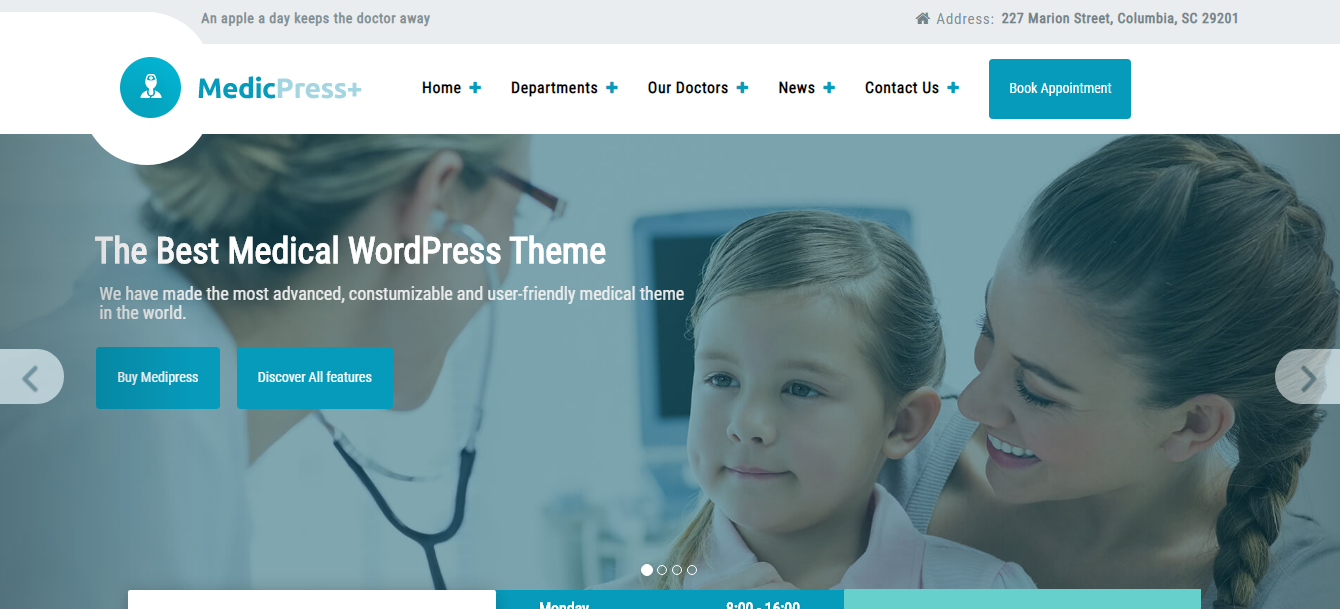 An apple a day keeps the doctor away
Address: 227 Marion Street, Columbia, SC 29201
MedicPress+
Home + Departments + Our Doctors + News + Contact Us + Book Appointment
The Best Medical WordPress Theme
We have made the most advanced, constumizable and user-friendly medical theme
in the world.
Buy Medipress Discover All features
Monday 8:00 - 16:00